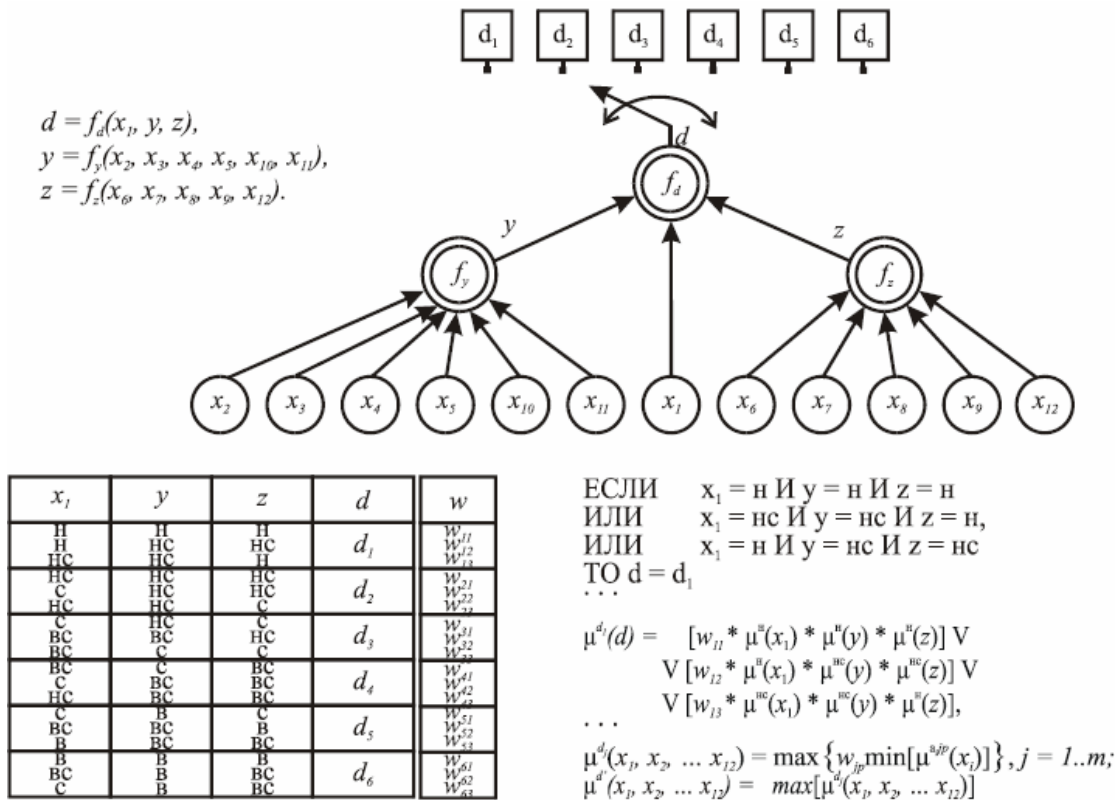 d₁ d₂ d₃ d₄ d₅ d₆
d = f_d(x₁, y, z),
y = f_y(x₂, x₃, x₄, x₅, x₁₀, x₁₁),
z = f_z(x₆, x₇, x₈, x₉, x₁₂).
d
f_d
y
z
f_y
f_z
x₂ x₃ x₄ x₅ x₁₀ x₁₁ x₁ x₆ x₇ x₈ x₉ x₁₂
x₁ y z d w
Н Н Н w₁₁
Н НС НС d₁ w₁₂
НС НС Н w₁₃
НС НС НС w₂₁
С НС НС d₂ w₂₂
НС НС С w₂₃
С НС С w₃₁
ВС ВС НС d₃ w₃₂
ВС С С w₃₃
ВС С ВС w₄₁
С ВС ВС d₄ w₄₂
НС ВС ВС w₄₃
С В С w₅₁
ВС ВС В d₅ w₅₂
В ВС ВС w₅₃
В В В w₆₁
ВС В ВС d₆ w₆₂
С В В w₆₃
ЕСЛИ x₁ = н И y = н И z = н
ИЛИ x₁ = нс И y = нс И z = н,
ИЛИ x₁ = н И y = нс И z = нс
ТО d = d₁
. . .
μ^d₁(d) = [w₁₁ * μ^н(x₁) * μ^н(y) * μ^н(z)] V
V [w₁₂ * μ^н(x₁) * μ^нс(y) * μ^нс(z)] V
V [w₁₃ * μ^нс(x₁) * μ^нс(y) * μ^н(z)],
. . .
μ^dⱼ(x₁, x₂, ... x₁₂) = max {w_jp min[μ^a_jp(xᵢ)]}, j = 1..m;
μ^d*(x₁, x₂, ... x₁₂) = max[μ^dⱼ(x₁, x₂, ... x₁₂)]